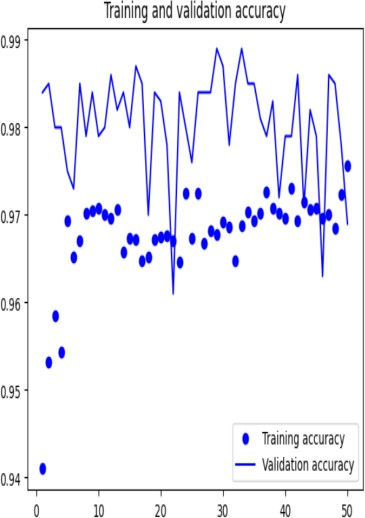 Training and validation accuracy
0.99
0.98
0.97
0.96
0.95
0.94
Training accuracy
Validation accuracy
0 10 20 30 40 50